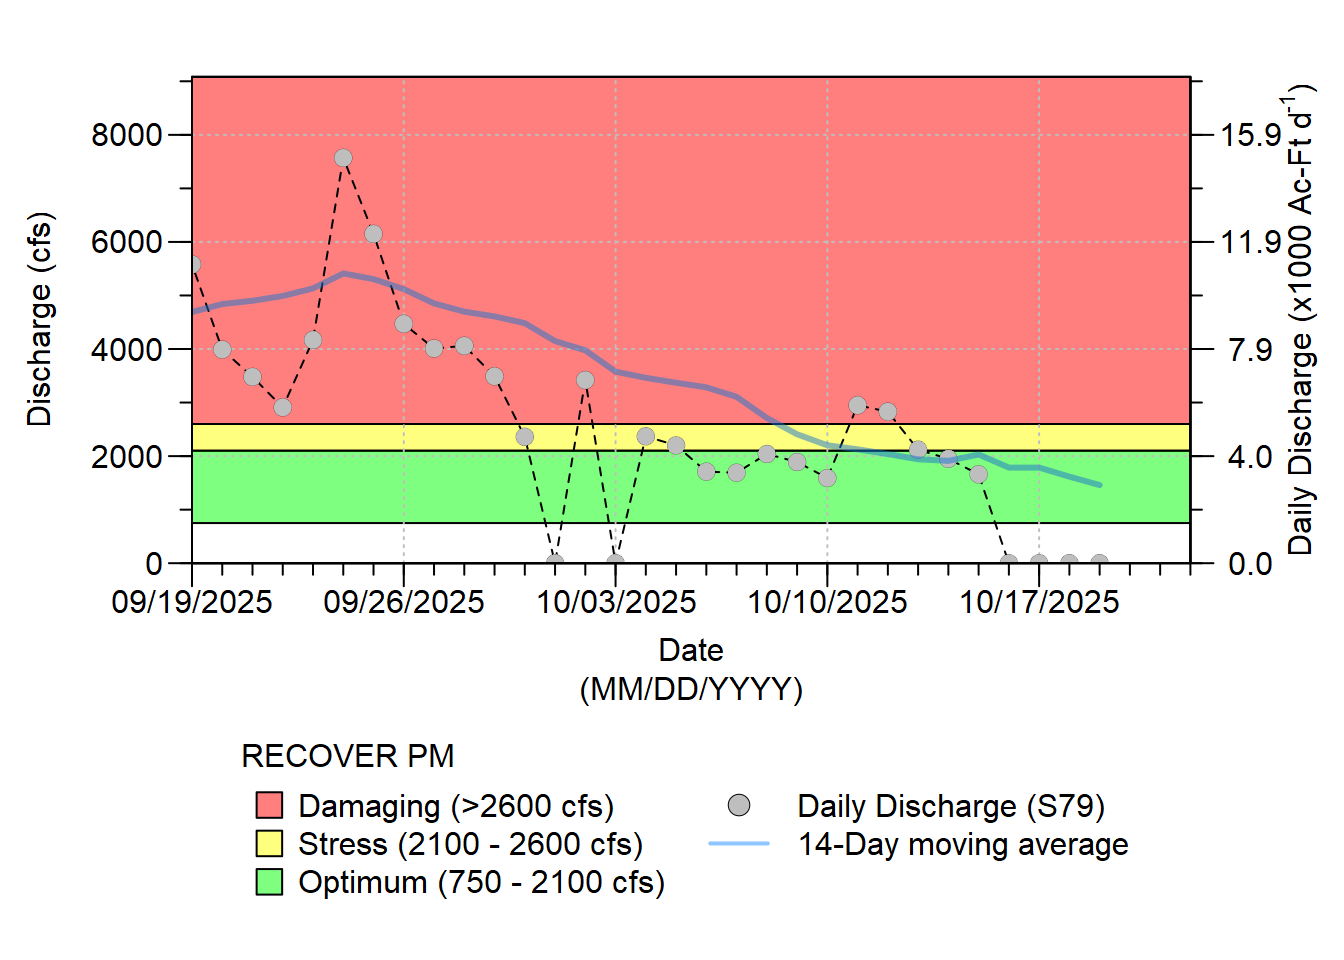 Discharge (cfs)
8000
6000
4000
2000
0
15.9
11.9
7.9
4.0
0.0
Daily Discharge (x1000 Ac-Ft d⁻¹)
09/19/2025 09/26/2025 10/03/2025 10/10/2025 10/17/2025
Date
(MM/DD/YYYY)
RECOVER PM
Damaging (>2600 cfs)
Stress (2100 - 2600 cfs)
Optimum (750 - 2100 cfs)
Daily Discharge (S79)
14-Day moving average